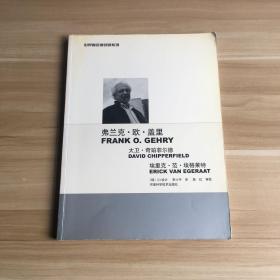 弗兰克·欧·盖里
FRANK O. GEHRY
大卫·奇珀菲尔德
DAVID CHIPPERFIELD
埃里克·范·埃格莱特
ERICK VAN EGERAAT